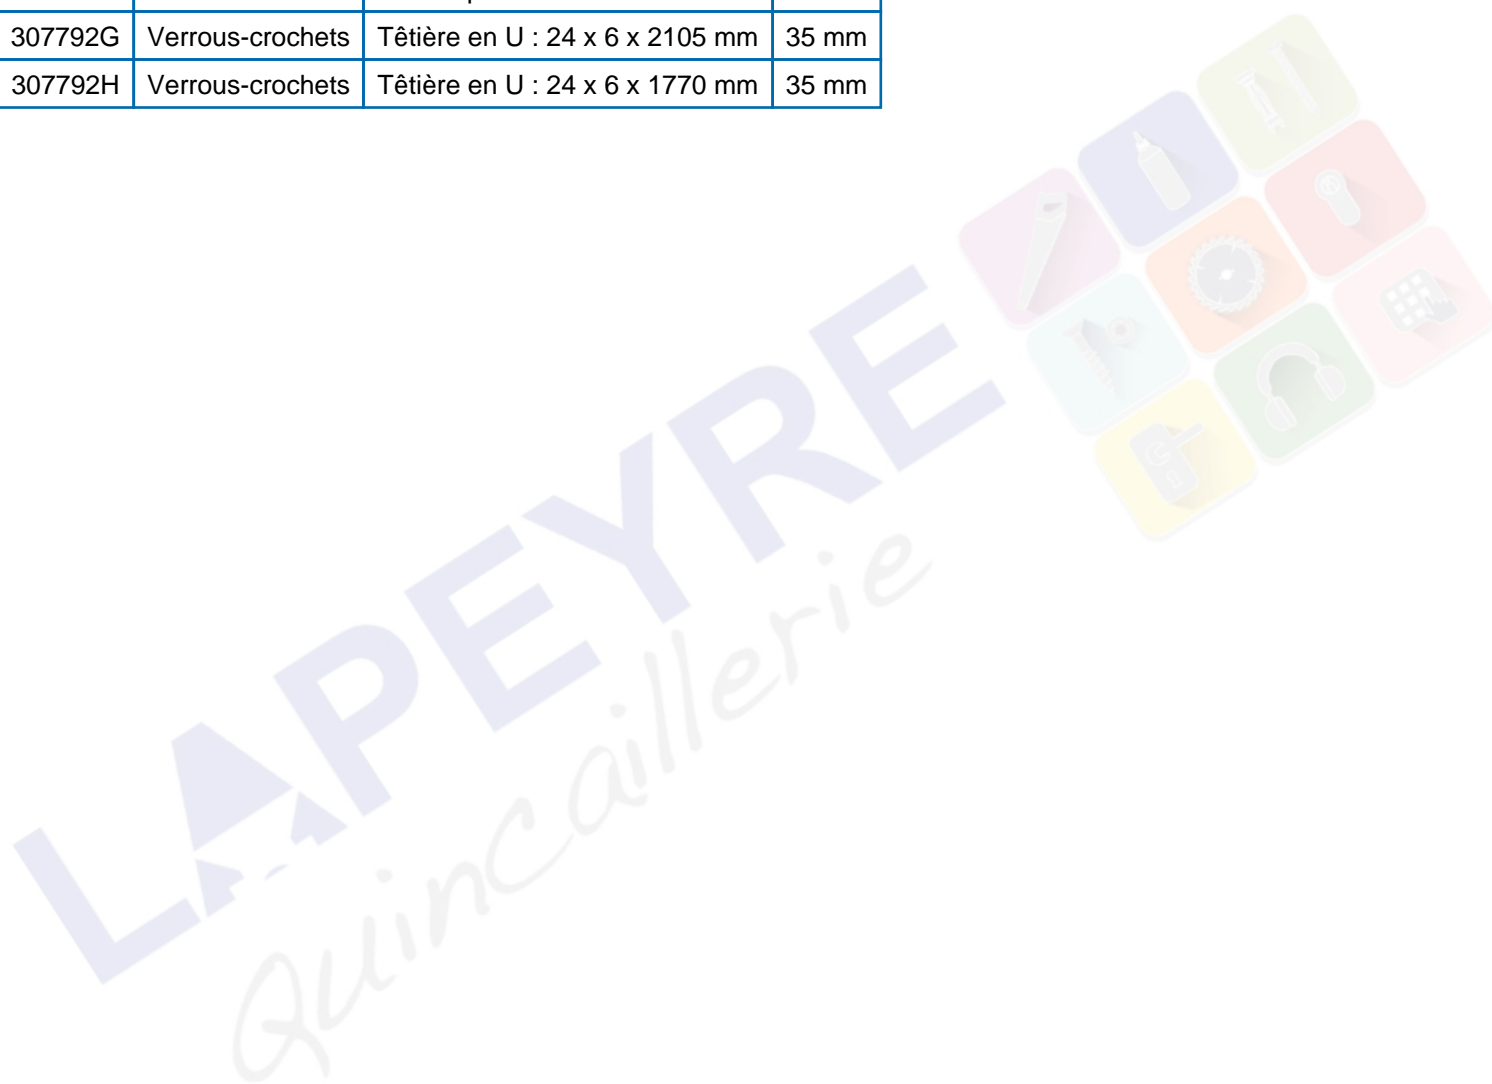 307792G Verrous-crochets Têtière en U : 24 x 6 x 2105 mm 35 mm
307792H Verrous-crochets Têtière en U : 24 x 6 x 1770 mm 35 mm
LAPEYRE
Quincaillerie